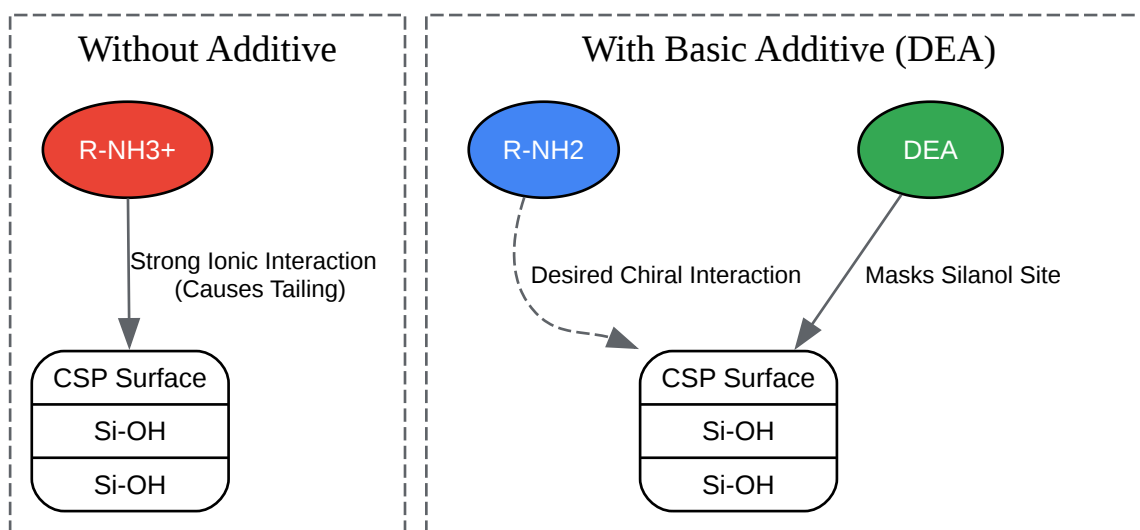 Without Additive
R-NH3+
Strong Ionic Interaction
(Causes Tailing)
CSP Surface
Si-OH
Si-OH
With Basic Additive (DEA)
R-NH2
DEA
Desired Chiral Interaction
Masks Silanol Site
CSP Surface
Si-OH
Si-OH